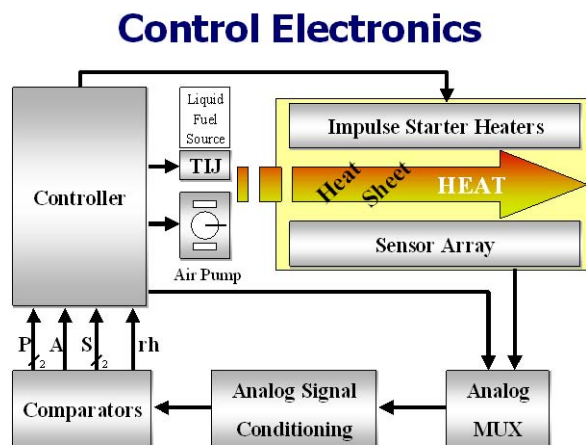 Control Electronics
Liquid
Fuel
Source
Impulse Starter Heaters
TIJ
Heat Sheet
HEAT
Controller
Sensor Array
Air Pump
P A S rh
2 2
Comparators
Analog Signal
Conditioning
Analog
MUX